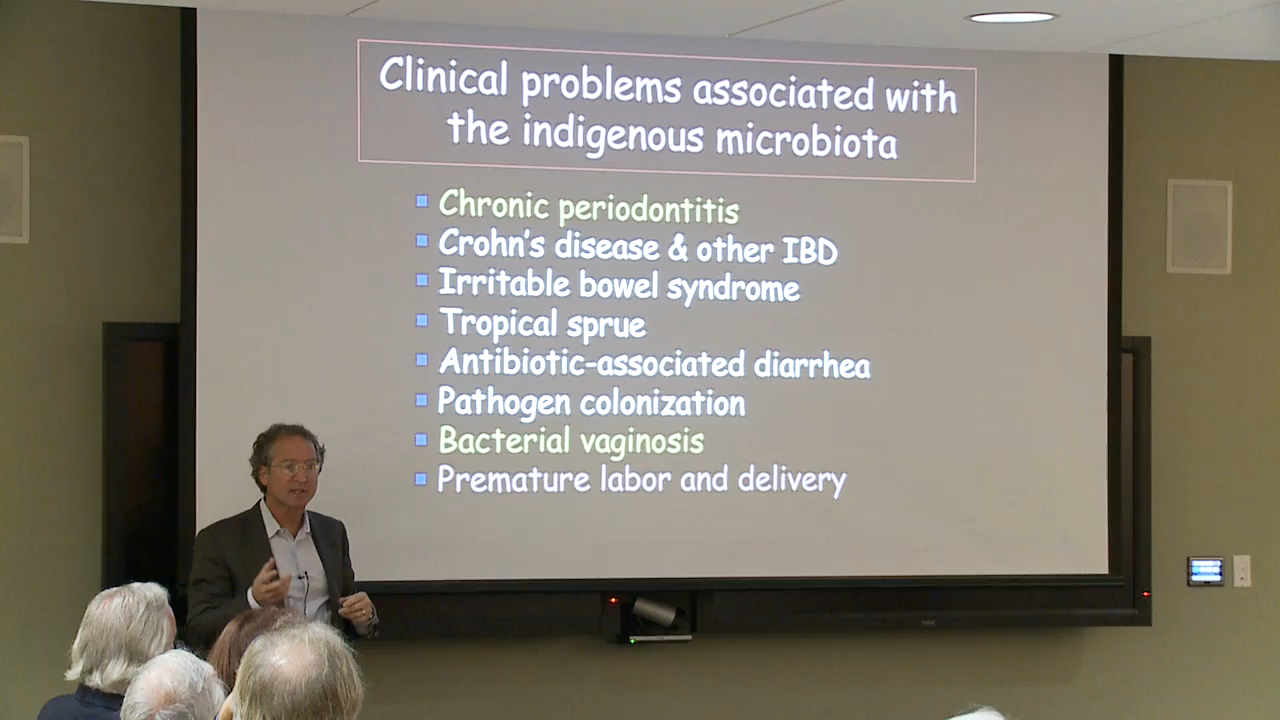 Clinical problems associated with
the indigenous microbiota
Chronic periodontitis
Crohn's disease & other IBD
Irritable bowel syndrome
Tropical sprue
Antibiotic-associated diarrhea
Pathogen colonization
Bacterial vaginosis
Premature labor and delivery